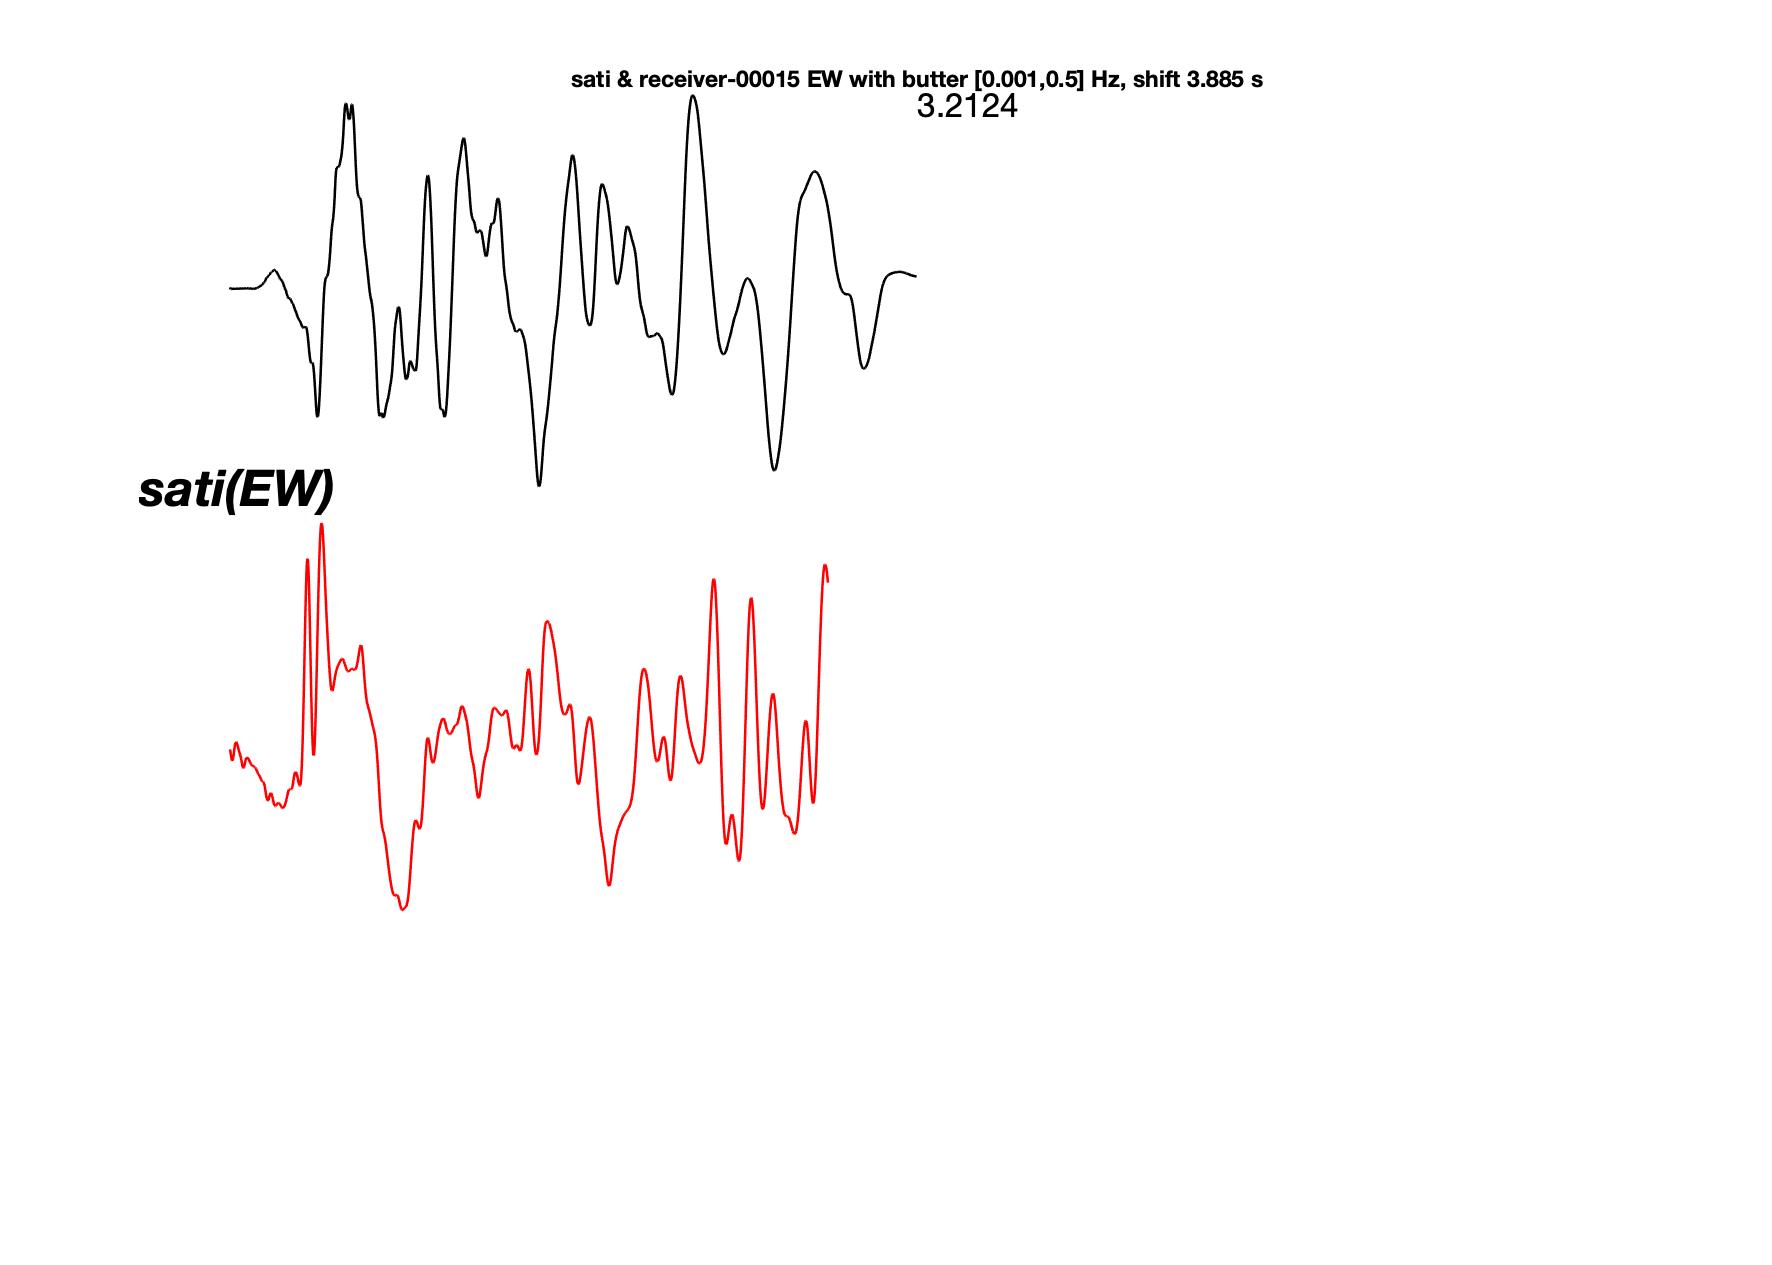 sati & receiver-00015 EW with butter [0.001,0.5] Hz, shift 3.885 s
3.2124
sati(EW)